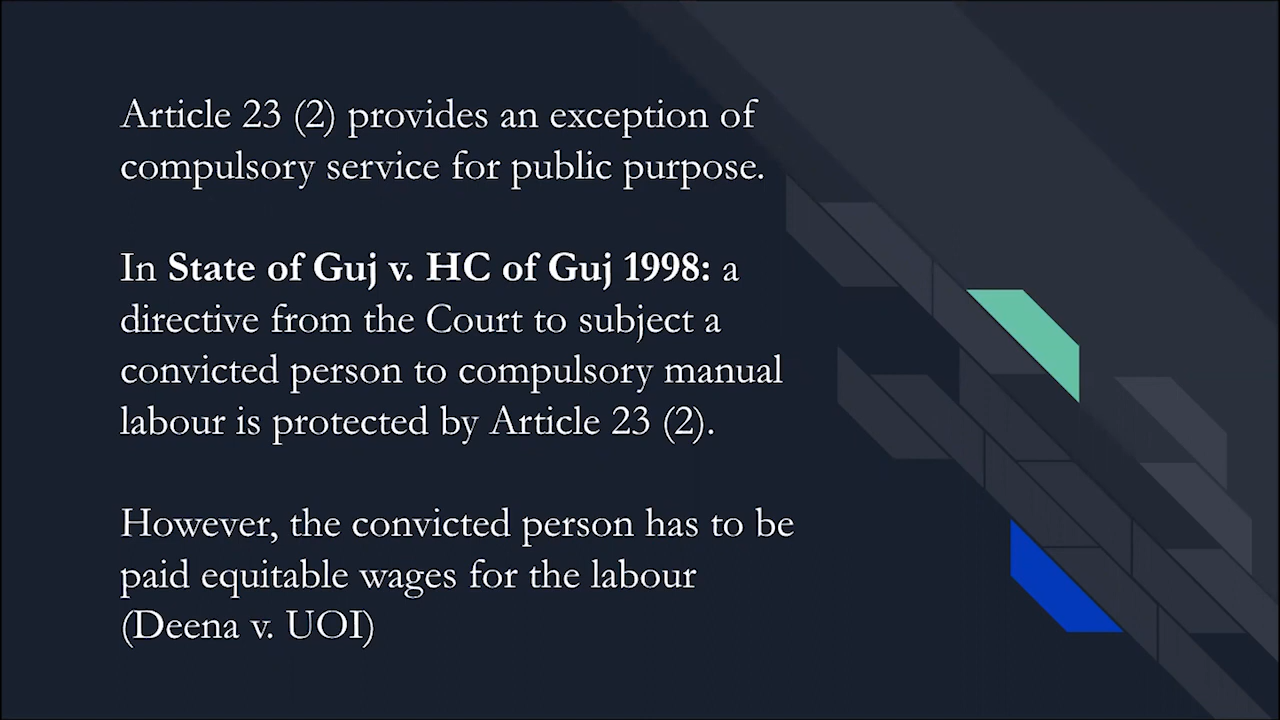 Article 23 (2) provides an exception of
compulsory service for public purpose.
In State of Guj v. HC of Guj 1998: a
directive from the Court to subject a
convicted person to compulsory manual
labour is protected by Article 23 (2).
However, the convicted person has to be
paid equitable wages for the labour
(Deena v. UOI)